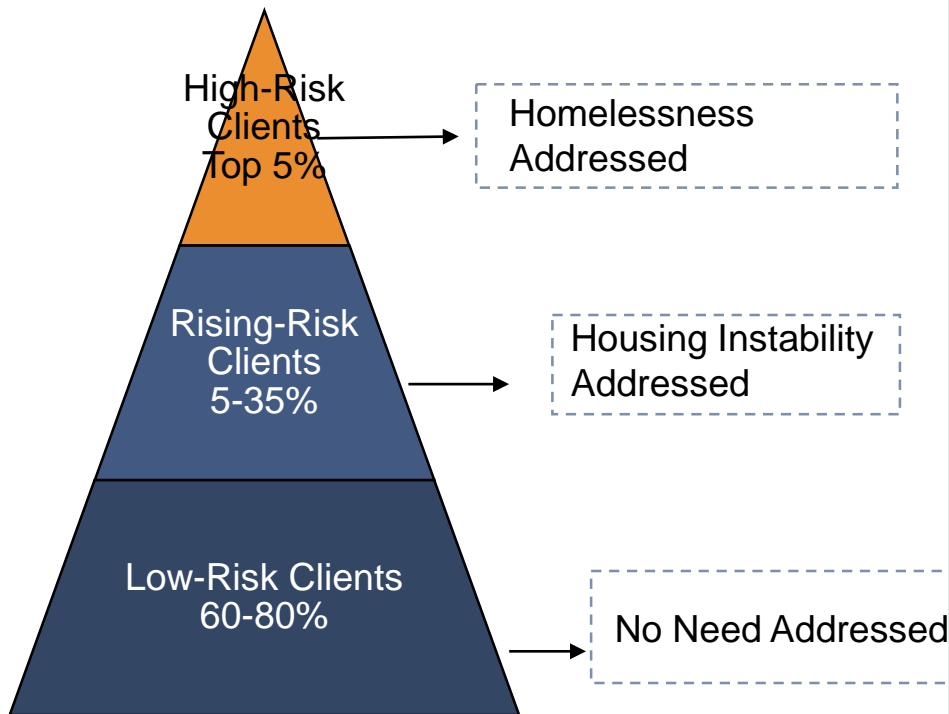 High-Risk
Clients
Top 5%
Homelessness
Addressed
Rising-Risk
Clients
5-35%
Housing Instability
Addressed
Low-Risk Clients
60-80%
No Need Addressed